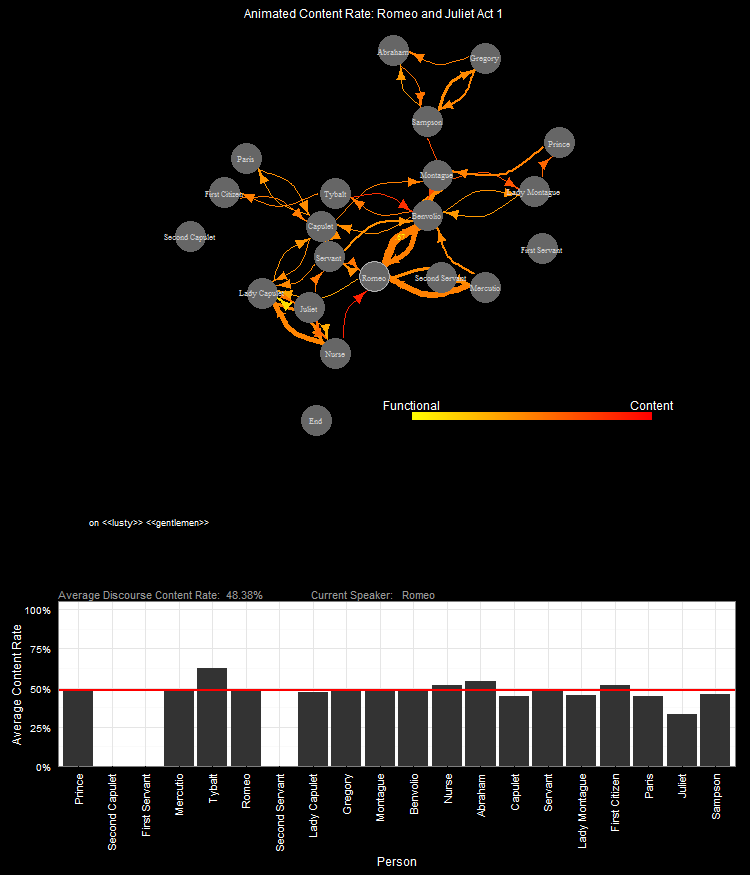 Animated Content Rate: Romeo and Juliet Act 1
Abraham
Gregory
Sampson
Prince
Paris
Montague
First Citizen
Tybalt
Lady Montague
Benvolio
Capulet
Second Capulet
First Servant
Servant
Romeo
Second Servant
Mercutio
Lady Capulet
Juliet
Nurse
Functional
Content
End
on <<lusty>> <<gentlemen>>
Average Discourse Content Rate: 48.38%
Current Speaker: Romeo
100%
75%
50%
25%
0%
Average Content Rate
Prince
Second Capulet
First Servant
Mercutio
Tybalt
Romeo
Second Servant
Lady Capulet
Gregory
Montague
Benvolio
Nurse
Abraham
Capulet
Servant
Lady Montague
First Citizen
Paris
Juliet
Sampson
Person